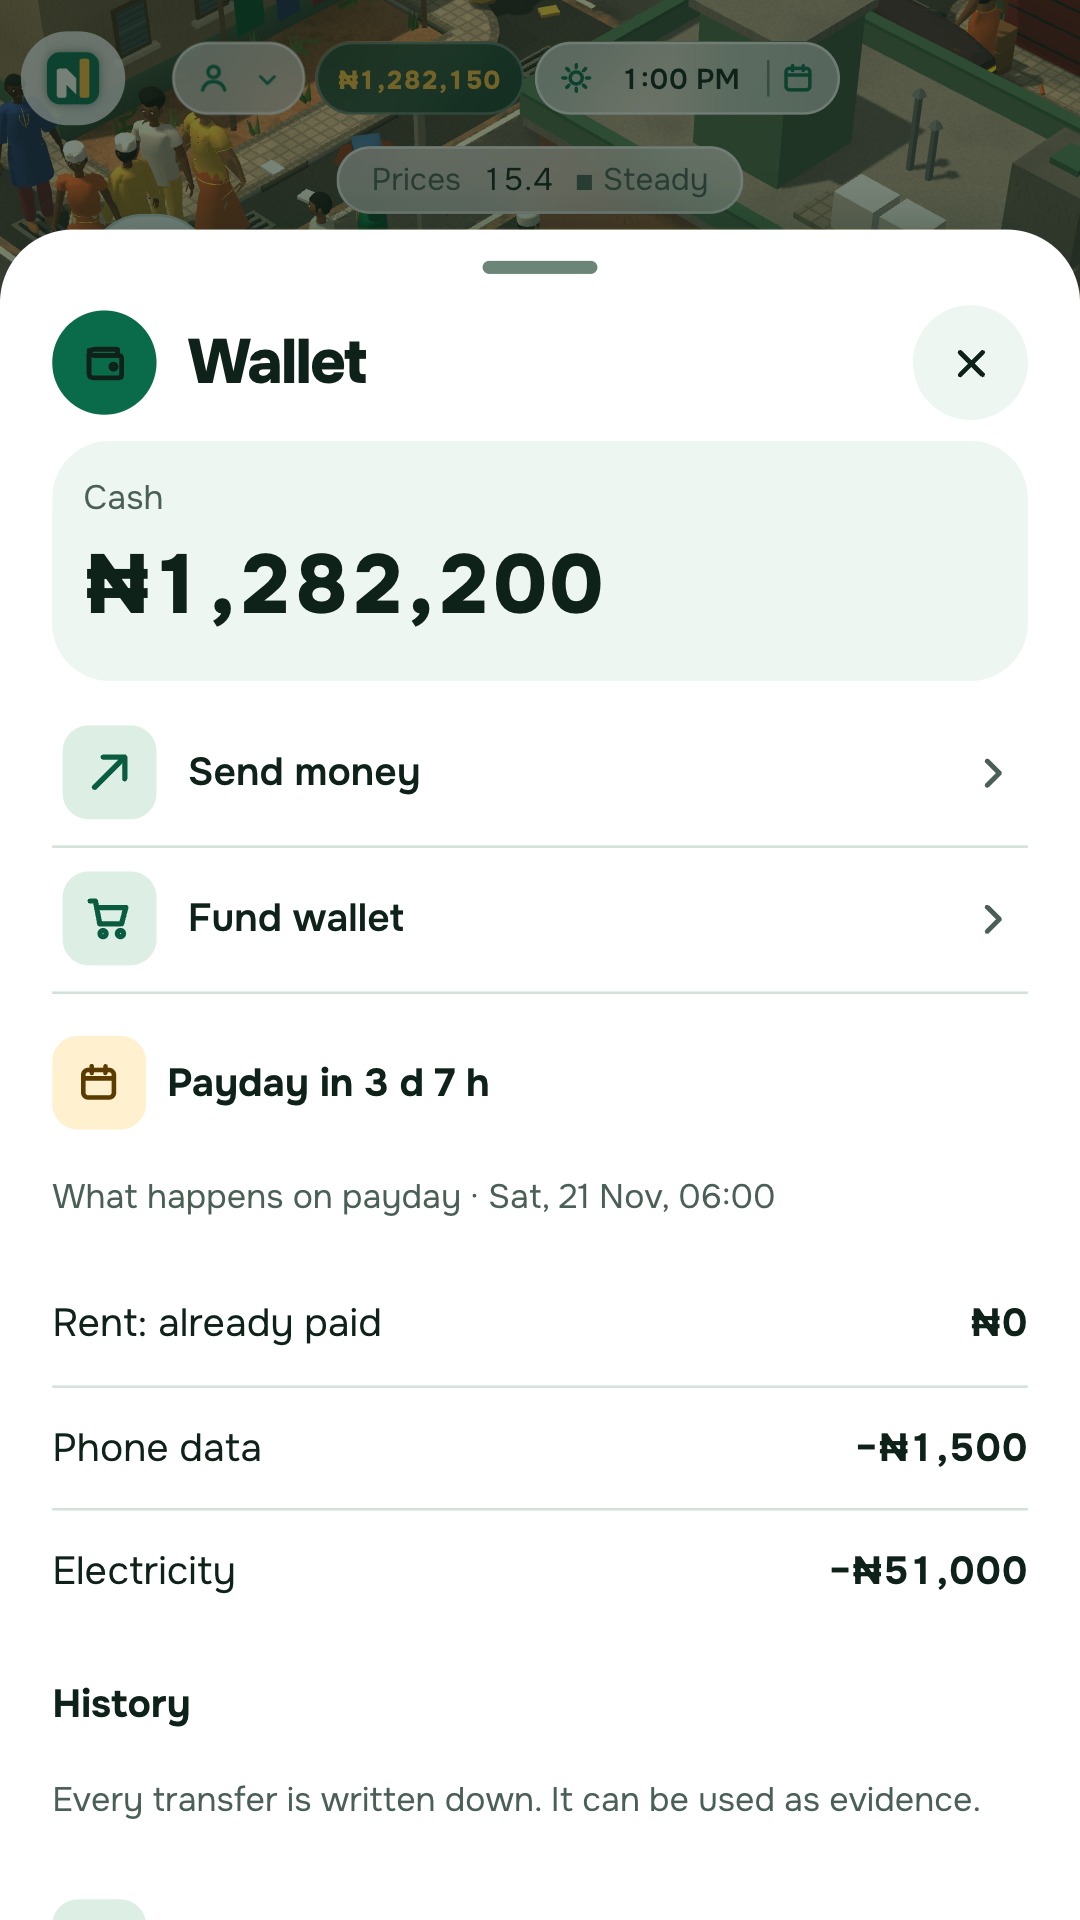 ₦1,282,150
1:00 PM
Prices 15.4 ■ Steady
Wallet
Cash
₦1,282,200
Send money
Fund wallet
Payday in 3 d 7 h
What happens on payday · Sat, 21 Nov, 06:00
Rent: already paid ₦0
Phone data −₦1,500
Electricity −₦51,000
History
Every transfer is written down. It can be used as evidence.